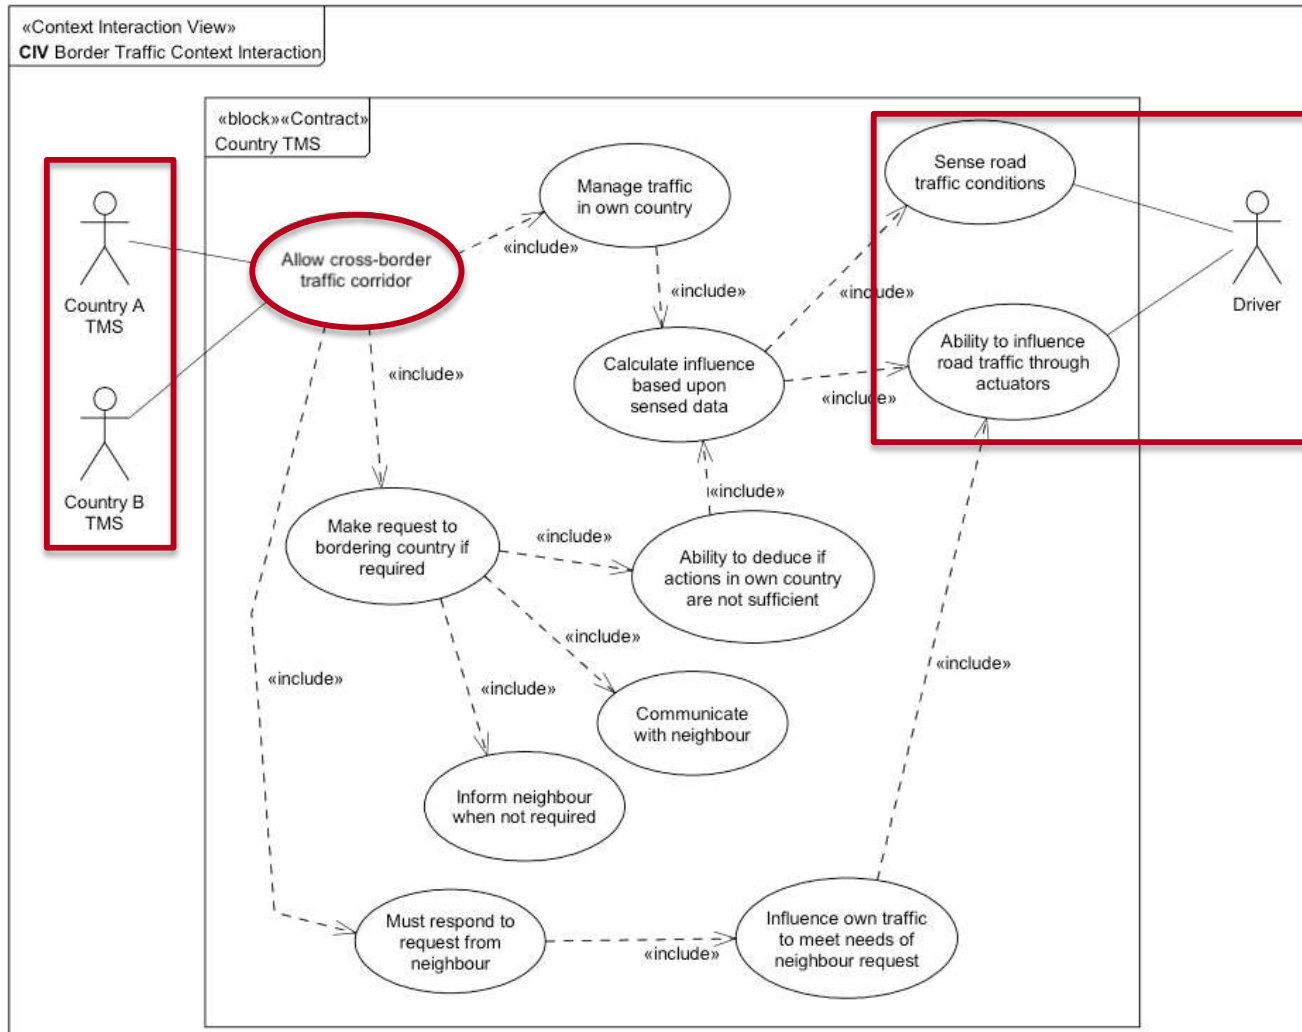 «Context Interaction View»
CIV Border Traffic Context Interaction
«block»«Contract»
Country TMS
Manage traffic
in own country
Sense road
traffic conditions
«include»
Allow cross-border
traffic corridor
Country A
TMS
«include»
«include»
Driver
Ability to influence
road traffic through
actuators
Calculate influence
based upon
sensed data
«include»
«include»
Country B
TMS
«include»
Make request to
bordering country if
required
«include»
Ability to deduce if
actions in own country
are not sufficient
«include»
«include»
«include»
«include»
Communicate
with neighbour
Inform neighbour
when not required
Must respond to
request from
neighbour
«include»
Influence own traffic
to meet needs of
neighbour request